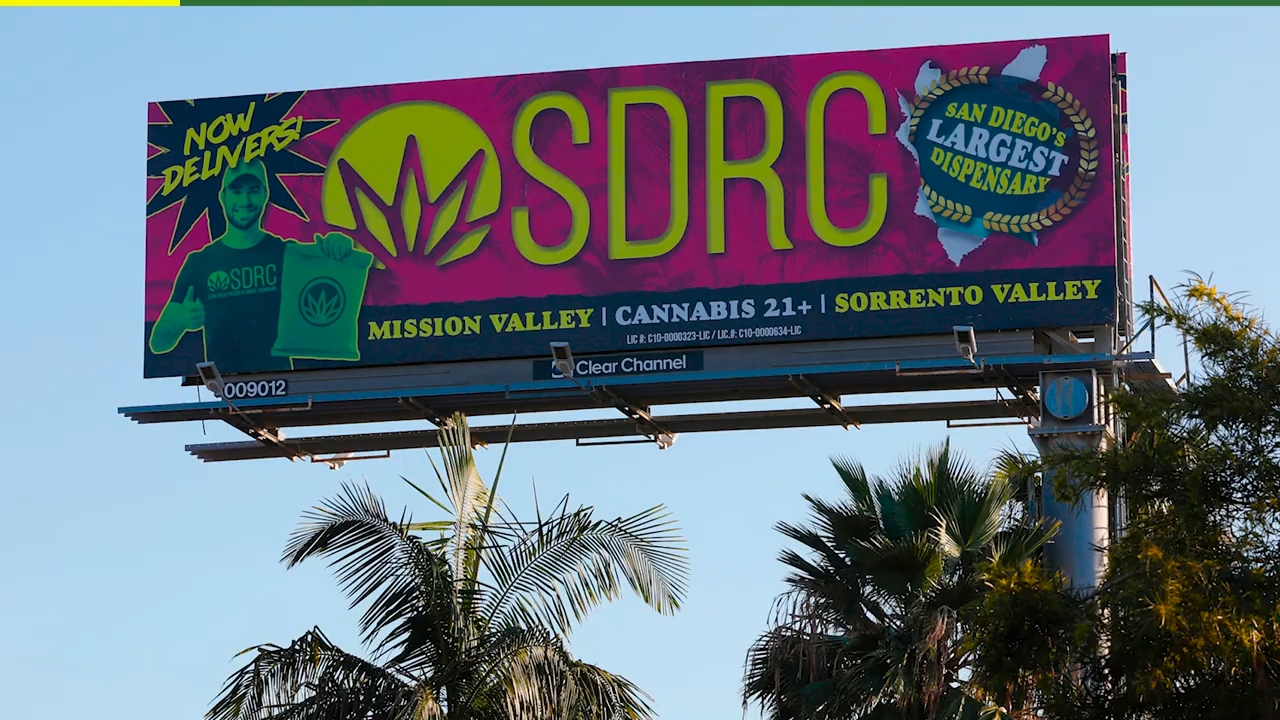 NOW
DELIVERS!
SDRC
SAN DIEGO'S
LARGEST
DISPENSARY
SDRC
MISSION VALLEY | CANNABIS 21+ | SORRENTO VALLEY
LIC #: C10-0000323-LIC / LIC.#: C10-0000634-LIC
Clear Channel
009012